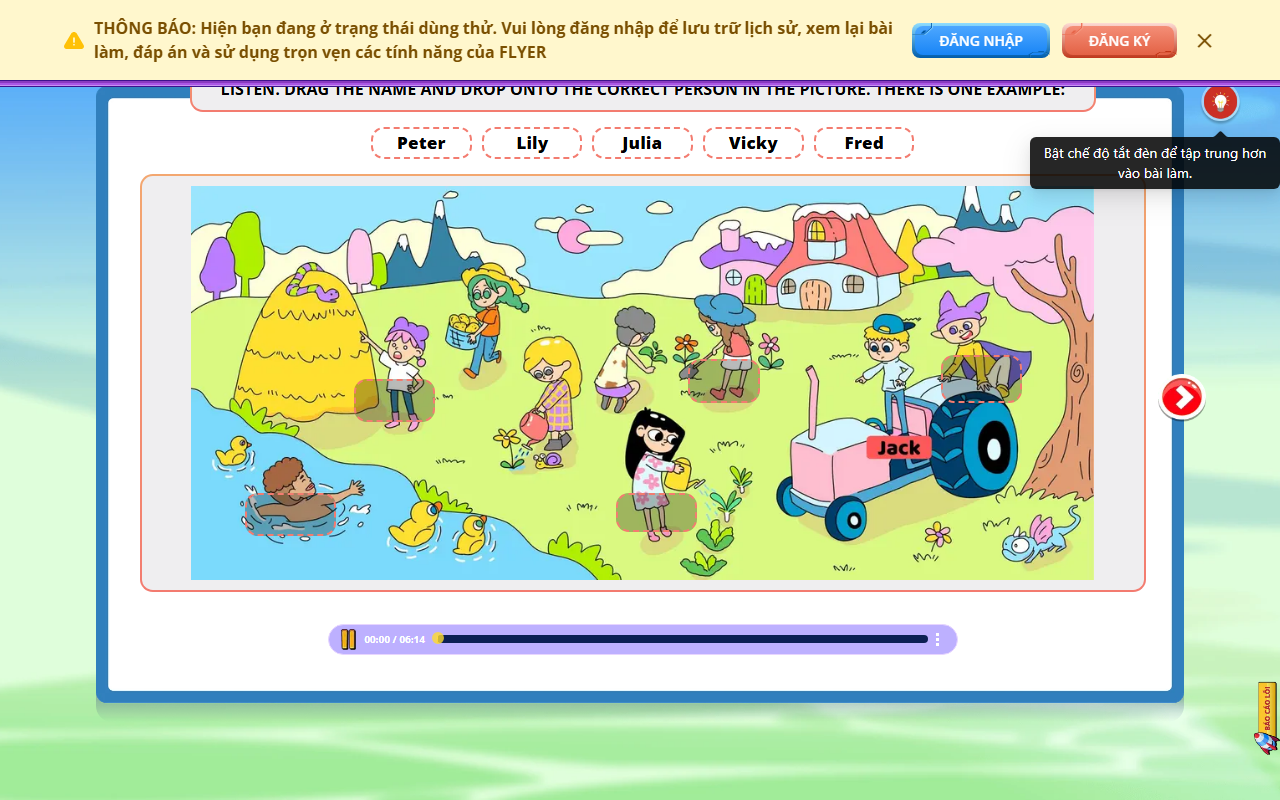 THÔNG BÁO: Hiện bạn đang ở trạng thái dùng thử. Vui lòng đăng nhập để lưu trữ lịch sử, xem lại bài
làm, đáp án và sử dụng trọn vẹn các tính năng của FLYER
ĐĂNG NHẬP
ĐĂNG KÝ
LISTEN. DRAG THE NAME AND DROP ONTO THE CORRECT PERSON IN THE PICTURE. THERE IS ONE EXAMPLE:
Peter
Lily
Julia
Vicky
Fred
Bật chế độ tắt đèn để tập trung hơn
vào bài làm.
Jack
00:00 / 06:14
BÁO CÁO LỖI